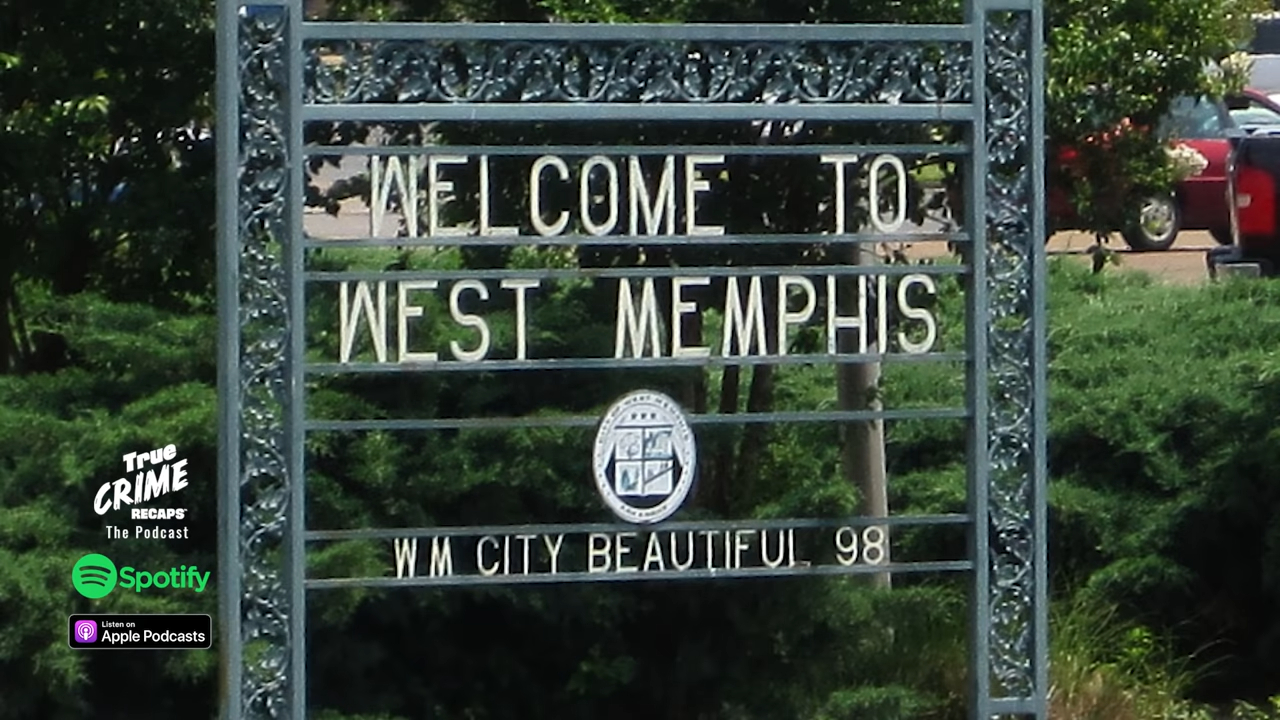 WELCOME TO
WEST MEMPHIS
WM CITY BEAUTIFUL 98
True
CRIME
RECAPS
The Podcast
Spotify
Listen on
Apple Podcasts